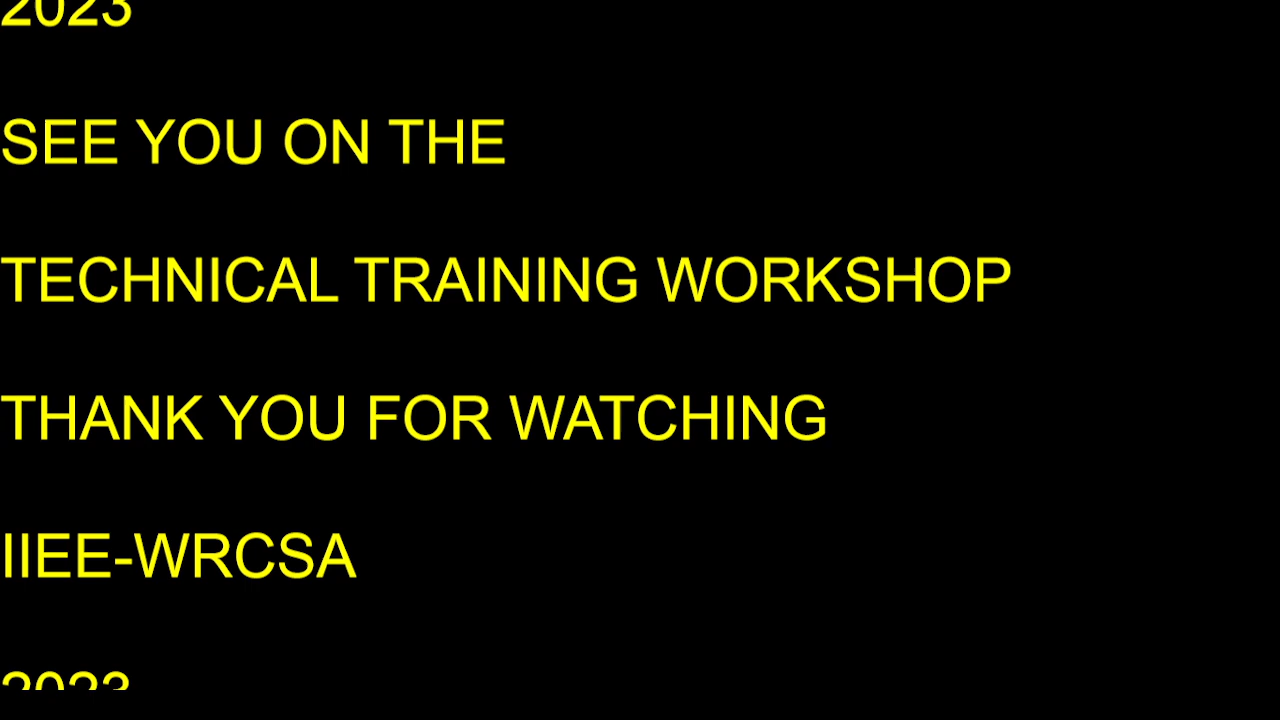 2023
SEE YOU ON THE
TECHNICAL TRAINING WORKSHOP
THANK YOU FOR WATCHING
IIEE-WRCSA
2023